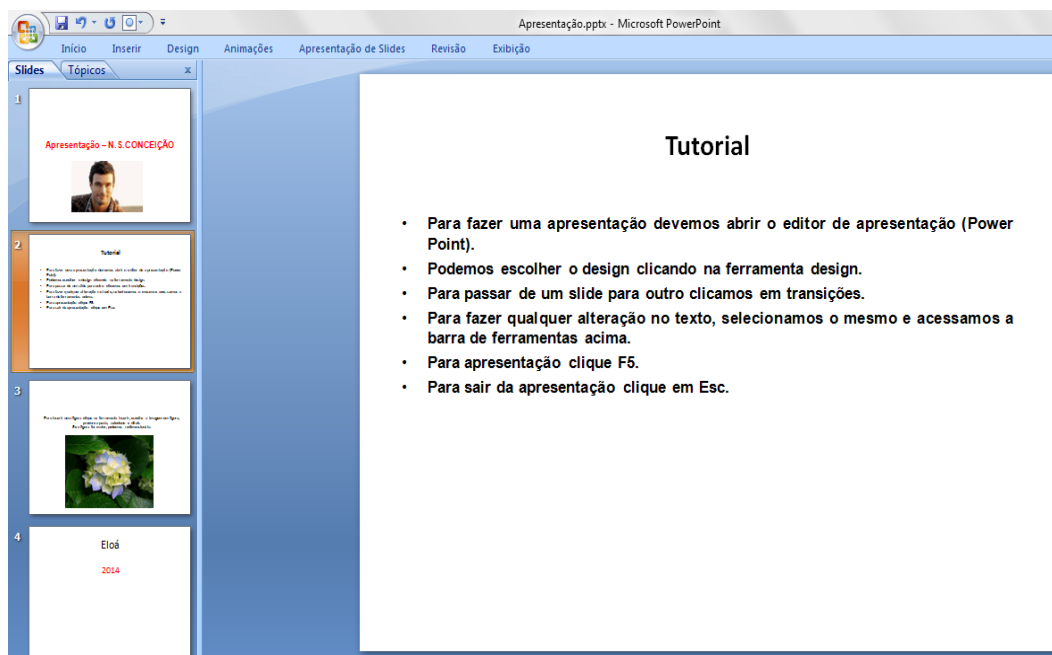 Apresentação.pptx - Microsoft PowerPoint
Início Inserir Design Animações Apresentação de Slides Revisão Exibição
Slides Tópicos x
1
Apresentação – N. S.CONCEIÇÃO
2
Tutorial
3
4
Eloá
2014
Tutorial
• Para fazer uma apresentação devemos abrir o editor de apresentação (Power
Point).
• Podemos escolher o design clicando na ferramenta design.
• Para passar de um slide para outro clicamos em transições.
• Para fazer qualquer alteração no texto, selecionamos o mesmo e acessamos a
barra de ferramentas acima.
• Para apresentação clique F5.
• Para sair da apresentação clique em Esc.